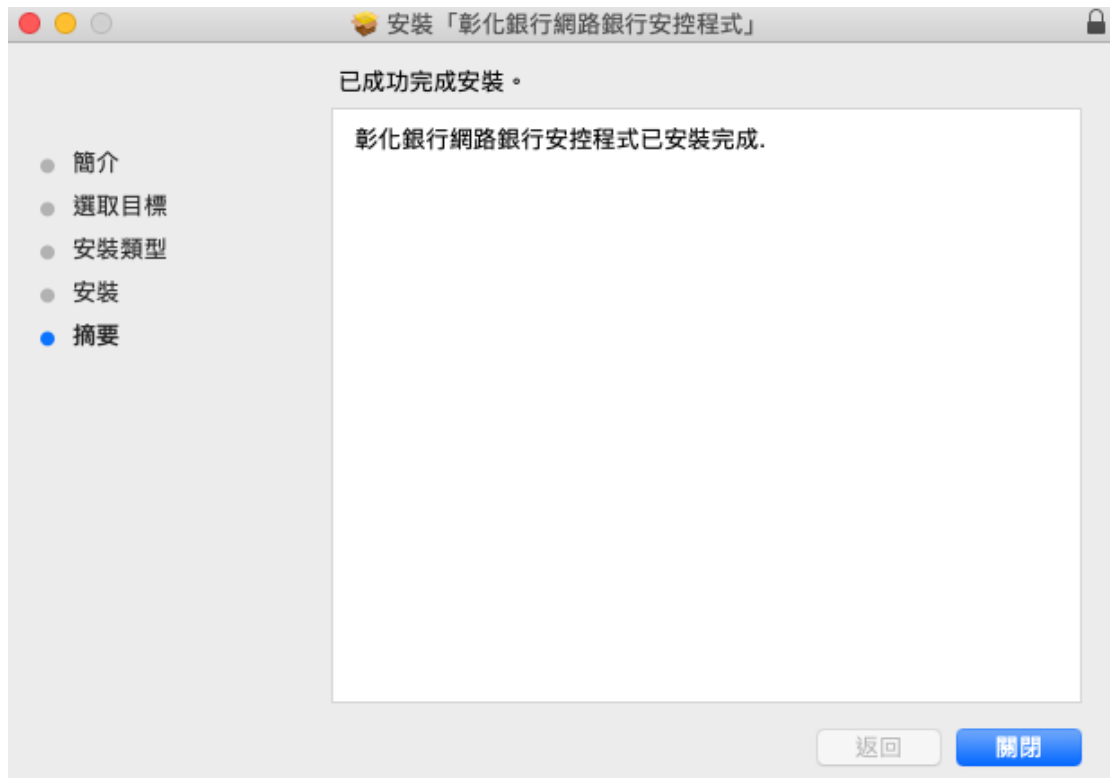 安裝「彰化銀行網路銀行安控程式」
已成功完成安裝。
彰化銀行網路銀行安控程式已安裝完成.
簡介
選取目標
安裝類型
安裝
摘要
返回
關閉